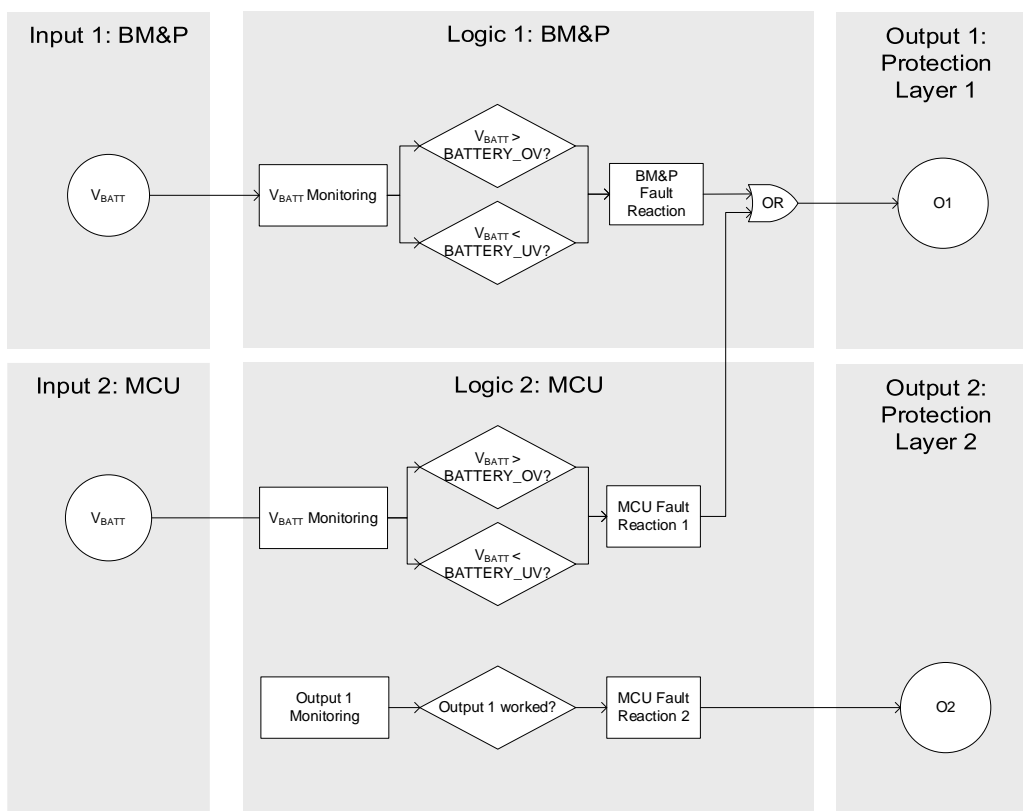 Input 1: BM&P
Logic 1: BM&P
Output 1:
Protection
Layer 1
VBATT
VBATT Monitoring
VBATT >
BATTERY_OV?
VBATT <
BATTERY_UV?
BM&P
Fault
Reaction
OR
O1
Input 2: MCU
Logic 2: MCU
Output 2:
Protection
Layer 2
VBATT
VBATT Monitoring
VBATT >
BATTERY_OV?
VBATT <
BATTERY_UV?
MCU Fault
Reaction 1
Output 1
Monitoring
Output 1 worked?
MCU Fault
Reaction 2
O2